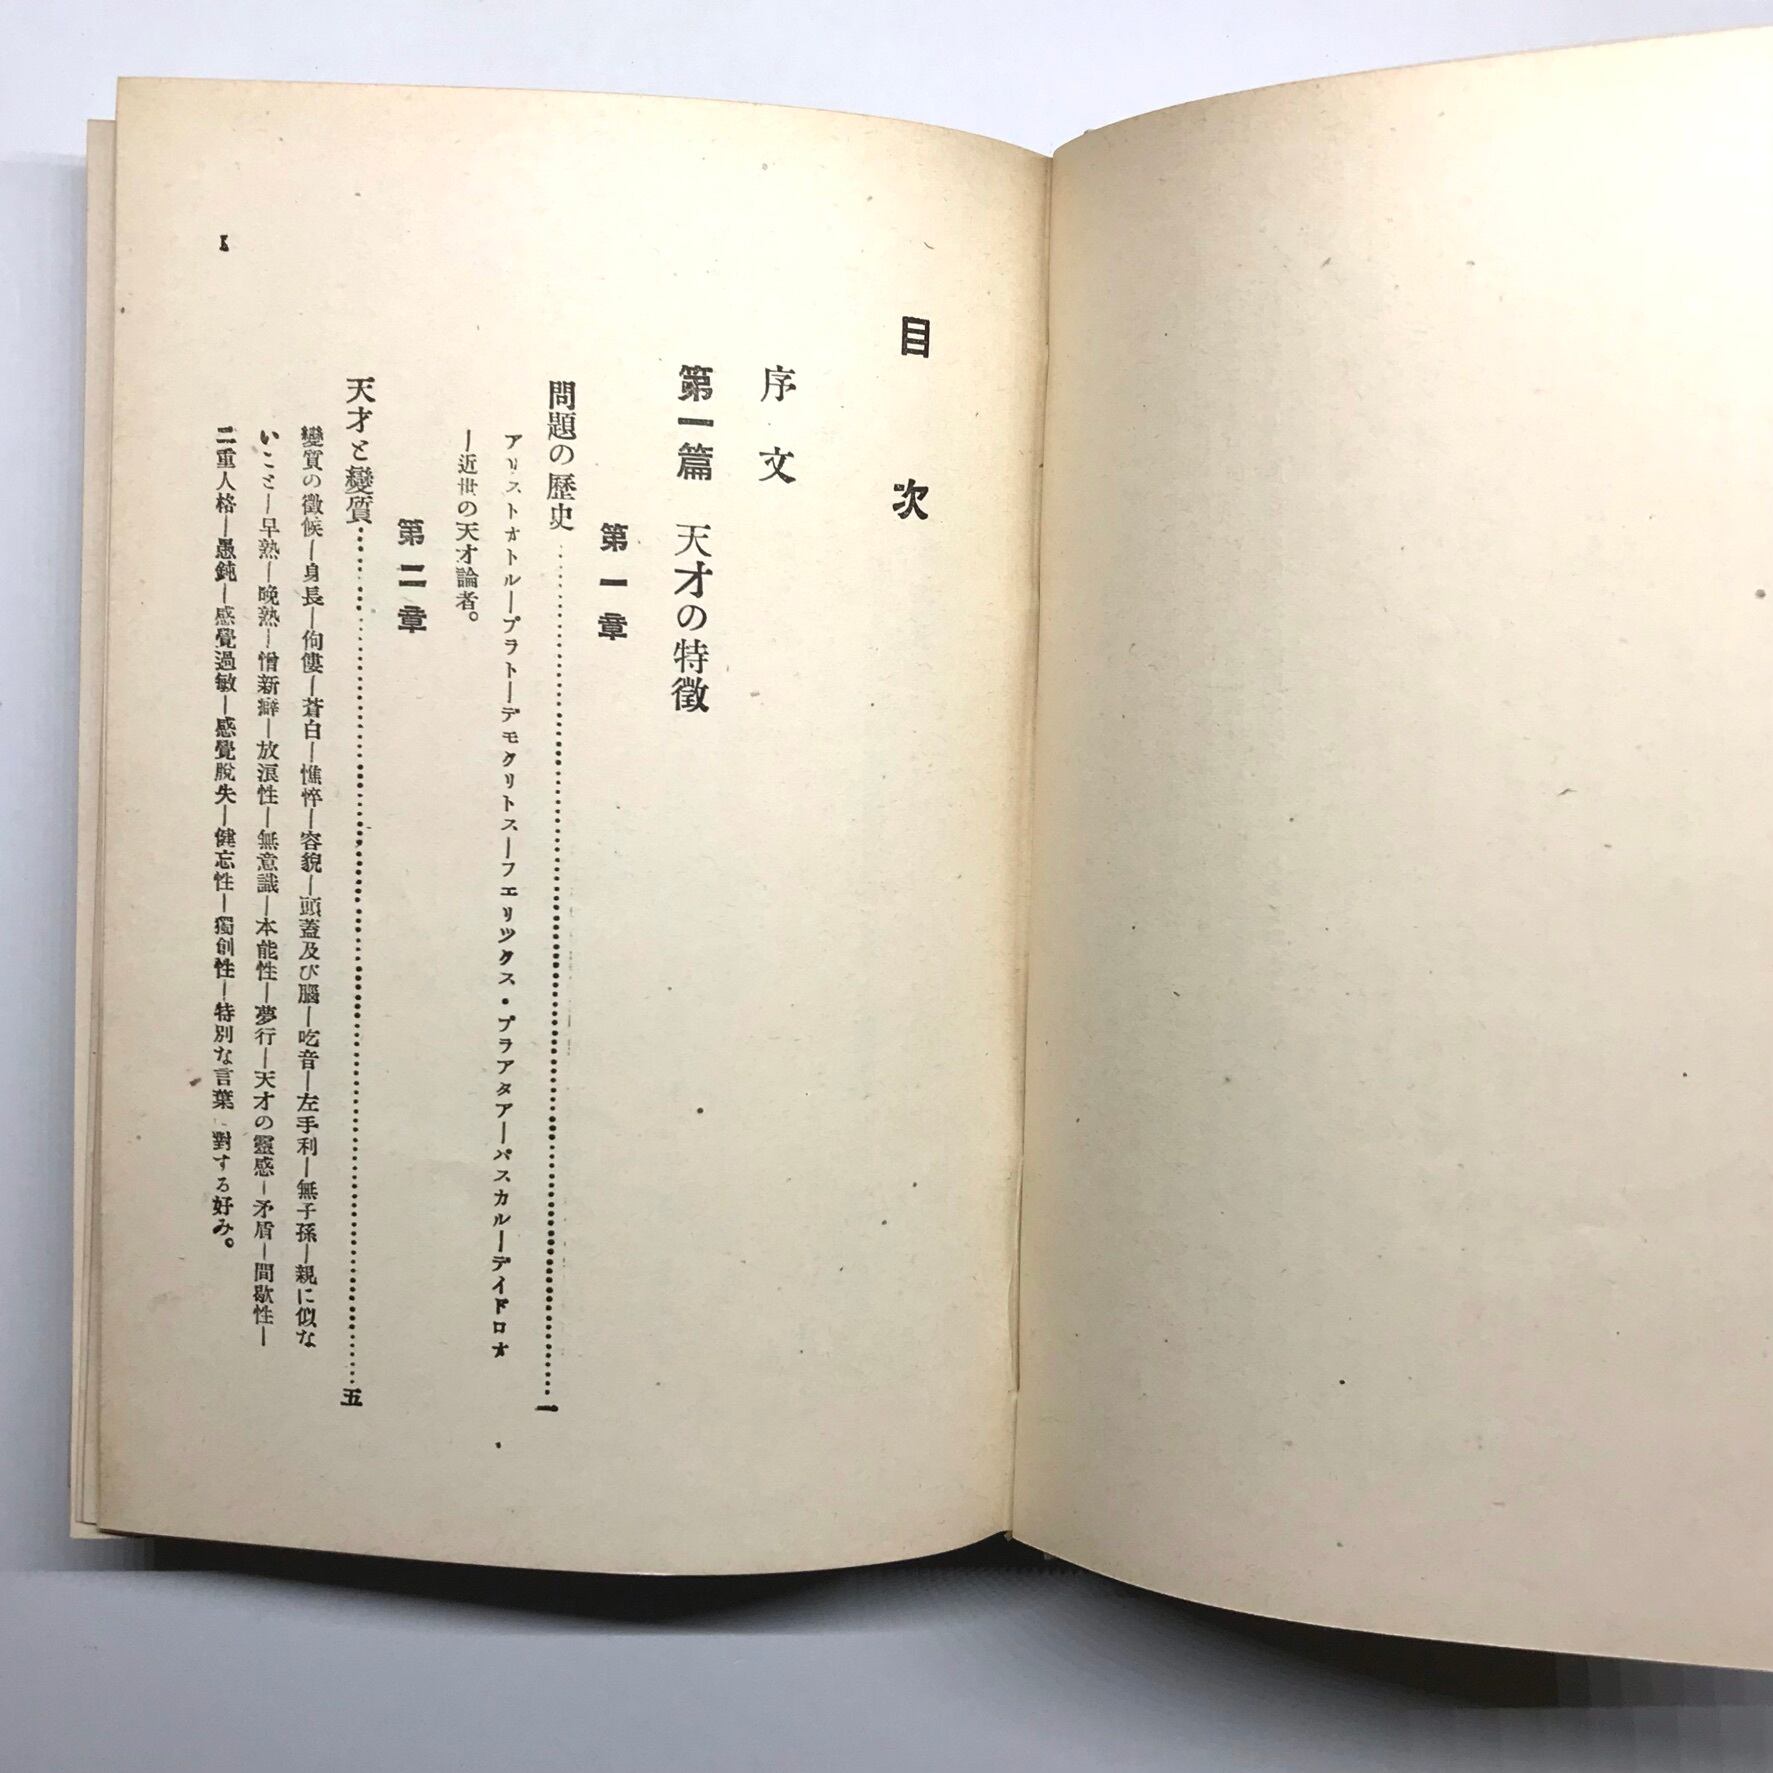 目次
序文
第一篇 天才の特徵
第一章
問題の歷史……一
アリストオトル―プラトー―デモクリトス―フェリックス・プラアタア―パスカル―デイドロオ
―近世の天才論者。
第二章
天才と變質……五
變質の徵候―身長―佝僂―蒼白―憔悴―容貌―頭蓋及び腦―吃音―左手利―無子孫―親に似な
いこと―早熟―晩熟―憎新癖―放浪性―無意識―本能性―夢行―天才の靈感―矛盾―間歇性―
二重人格―愚鈍―感覺過敏―感覺脫失―健忘性―獨創性―特別な言葉 對する好み。
1